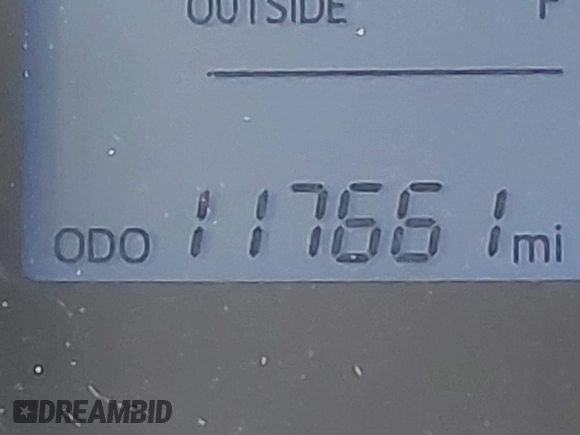 OUTSIDE F
ODO 117661 mi
DREAMBID